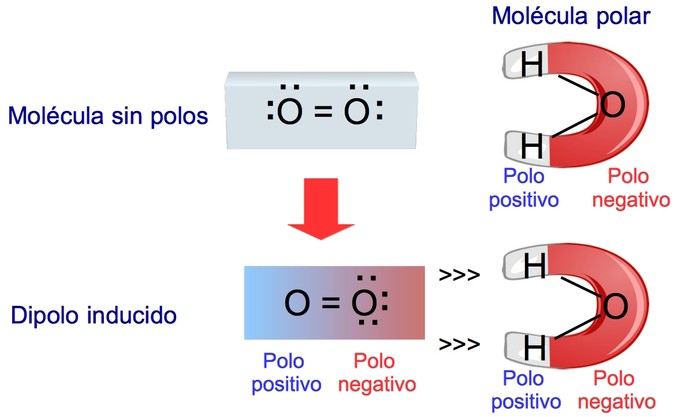 Molécula polar
Molécula sin polos
:O = O:
H
O
H
Polo positivo
Polo negativo
Dipolo inducido
O = O:
>>>
>>>
H
O
H
Polo positivo
Polo negativo
Polo positivo
Polo negativo